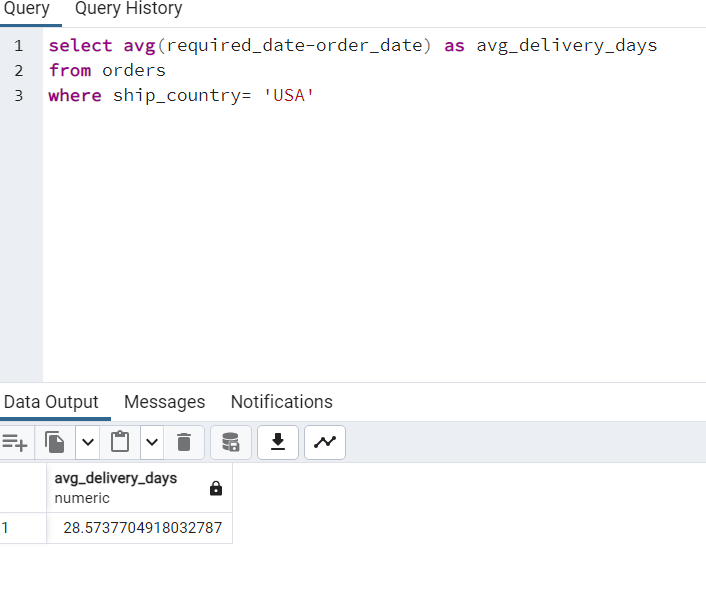 Query Query History
1 select avg(required_date-order_date) as avg_delivery_days
2 from orders
3 where ship_country= 'USA'
Data Output Messages Notifications
avg_delivery_days
numeric
1 28.5737704918032787